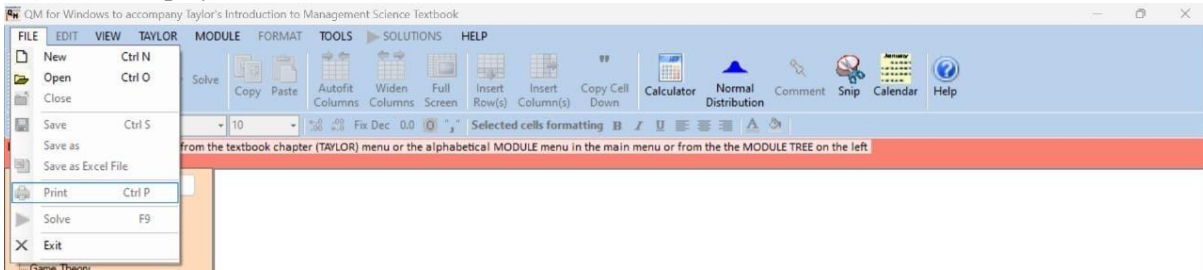 QM for Windows to accompany Taylor's Introduction to Management Science Textbook
FILE EDIT VIEW TAYLOR MODULE FORMAT TOOLS SOLUTIONS HELP
New Ctrl N
Open Ctrl O
Close
Save Ctrl S
Save as
Save as Excel File
Print Ctrl P
Solve F9
Exit
Solve
Copy Paste
Autofit Columns
Widen Columns
Full Screen
Insert Row(s)
Insert Column(s)
Copy Cell Down
Calculator
Normal Distribution
Comment
Snip
January
Calendar
Help
10 Fix Dec 0.0 Selected cells formatting B I U A
from the textbook chapter (TAYLOR) menu or the alphabetical MODULE menu in the main menu or from the the MODULE TREE on the left
Game Theory